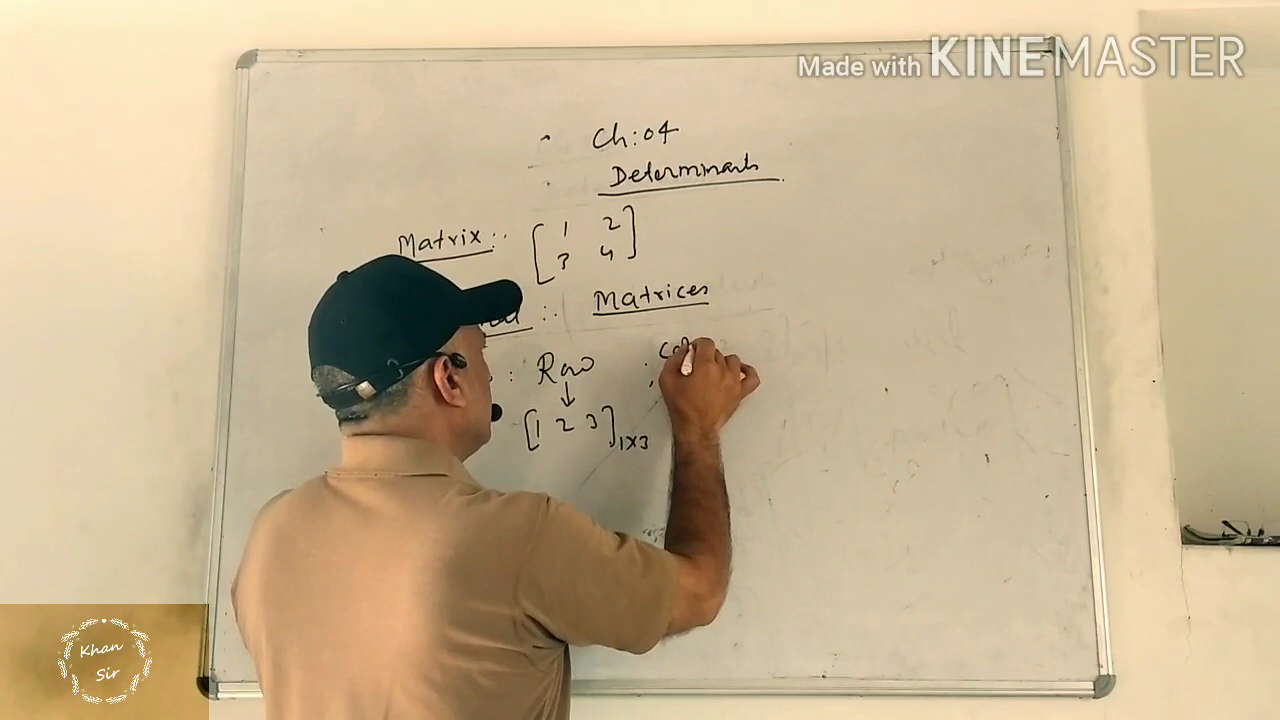 Made with KINEMASTER
Ch:04
Determinants
Matrix:. [1 2
3 4]
:. Matrices
: Row
[1 2 3]1x3
Khan
Sir